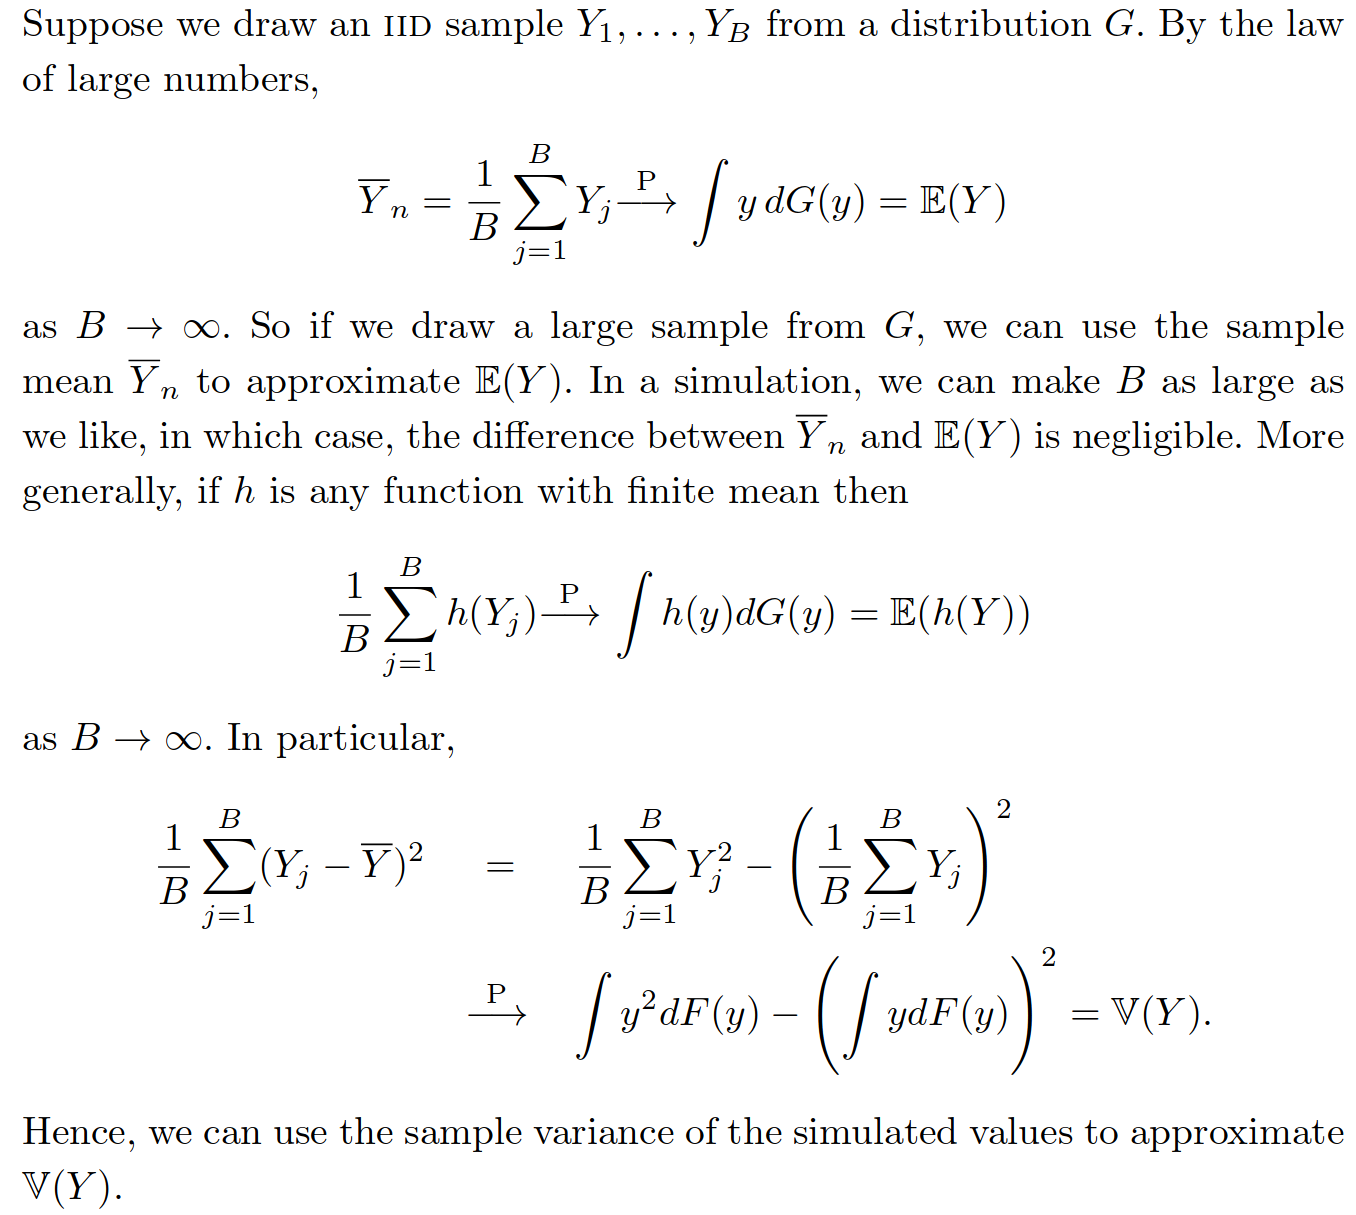 Suppose we draw an IID sample $Y_1, \ldots, Y_B$ from a distribution $G$. By the law
of large numbers,
$$\overline{Y}_n = \frac{1}{B} \sum_{j=1}^{B} Y_j \xrightarrow{\text{P}} \int y \, dG(y) = \mathbb{E}(Y)$$
as $B \to \infty$. So if we draw a large sample from $G$, we can use the sample
mean $\overline{Y}_n$ to approximate $\mathbb{E}(Y)$. In a simulation, we can make $B$ as large as
we like, in which case, the difference between $\overline{Y}_n$ and $\mathbb{E}(Y)$ is negligible. More
generally, if $h$ is any function with finite mean then
$$\frac{1}{B} \sum_{j=1}^{B} h(Y_j) \xrightarrow{\text{P}} \int h(y) dG(y) = \mathbb{E}(h(Y))$$
as $B \to \infty$. In particular,
$$\frac{1}{B} \sum_{j=1}^{B} (Y_j - \overline{Y})^2 = \frac{1}{B} \sum_{j=1}^{B} Y_j^2 - \left( \frac{1}{B} \sum_{j=1}^{B} Y_j \right)^2$$
$$\xrightarrow{\text{P}} \int y^2 dF(y) - \left( \int y dF(y) \right)^2 = \mathbb{V}(Y).$$
Hence, we can use the sample variance of the simulated values to approximate
$\mathbb{V}(Y)$.